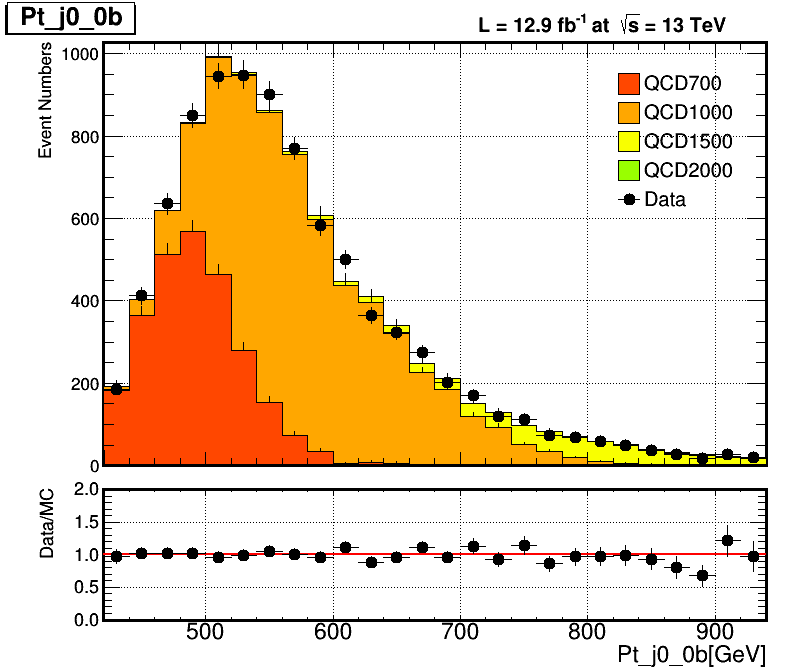 Pt_j0_0b
L = 12.9 fb⁻¹ at √s = 13 TeV
Event Numbers
1000
800
600
400
200
0
QCD700
QCD1000
QCD1500
QCD2000
Data
Data/MC
2.0
1.5
1.0
0.5
0.0
500 600 700 800 900
Pt_j0_0b[GeV]